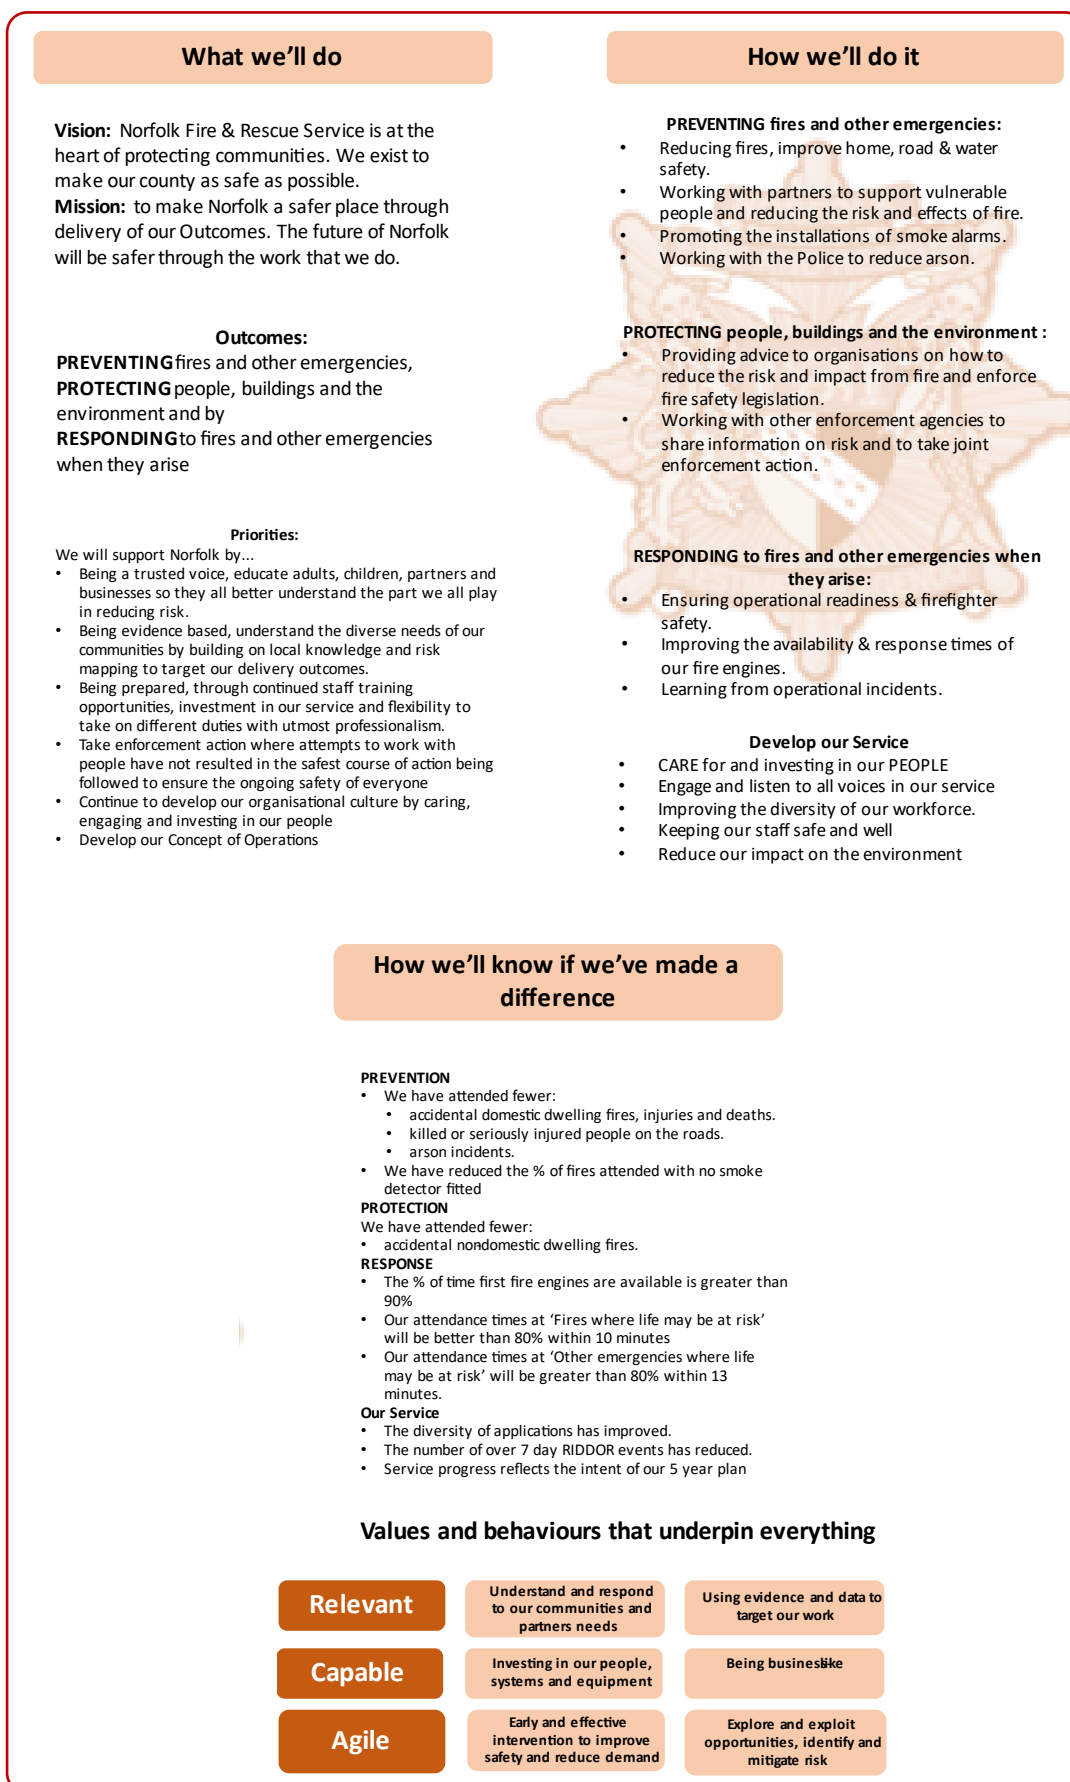 What we'll do
Vision: Norfolk Fire & Rescue Service is at the
heart of protecting communities. We exist to
make our county as safe as possible.
Mission: to make Norfolk a safer place through
delivery of our Outcomes. The future of Norfolk
will be safer through the work that we do.
Outcomes:
PREVENTING fires and other emergencies,
PROTECTING people, buildings and the
environment and by
RESPONDING to fires and other emergencies
when they arise
Priorities:
We will support Norfolk by...
• Being a trusted voice, educate adults, children, partners and
businesses so they all better understand the part we all play
in reducing risk.
• Being evidence based, understand the diverse needs of our
communities by building on local knowledge and risk
mapping to target our delivery outcomes.
• Being prepared, through continued staff training
opportunities, investment in our service and flexibility to
take on different duties with utmost professionalism.
• Take enforcement action where attempts to work with
people have not resulted in the safest course of action being
followed to ensure the ongoing safety of everyone
• Continue to develop our organisational culture by caring,
engaging and investing in our people
• Develop our Concept of Operations
How we'll do it
PREVENTING fires and other emergencies:
• Reducing fires, improve home, road & water
safety.
• Working with partners to support vulnerable
people and reducing the risk and effects of fire.
• Promoting the installations of smoke alarms.
• Working with the Police to reduce arson.
PROTECTING people, buildings and the environment :
• Providing advice to organisations on how to
reduce the risk and impact from fire and enforce
fire safety legislation.
• Working with other enforcement agencies to
share information on risk and to take joint
enforcement action.
RESPONDING to fires and other emergencies when
they arise:
• Ensuring operational readiness & firefighter
safety.
• Improving the availability & response times of
our fire engines.
• Learning from operational incidents.
Develop our Service
• CARE for and investing in our PEOPLE
• Engage and listen to all voices in our service
• Improving the diversity of our workforce.
• Keeping our staff safe and well
• Reduce our impact on the environment
How we'll know if we've made a
difference
PREVENTION
• We have attended fewer:
• accidental domestic dwelling fires, injuries and deaths.
• killed or seriously injured people on the roads.
• arson incidents.
• We have reduced the % of fires attended with no smoke
detector fitted
PROTECTION
We have attended fewer:
• accidental non-domestic dwelling fires.
RESPONSE
• The % of time first fire engines are available is greater than
90%
• Our attendance times at 'Fires where life may be at risk'
will be better than 80% within 10 minutes
• Our attendance times at 'Other emergencies where life
may be at risk' will be greater than 80% within 13
minutes.
Our Service
• The diversity of applications has improved.
• The number of over 7 day RIDDOR events has reduced.
• Service progress reflects the intent of our 5 year plan
Values and behaviours that underpin everything
Relevant
Understand and respond
to our communities and
partners needs
Using evidence and data to
target our work
Capable
Investing in our people,
systems and equipment
Being business-like
Agile
Early and effective
intervention to improve
safety and reduce demand
Explore and exploit
opportunities, identify and
mitigate risk